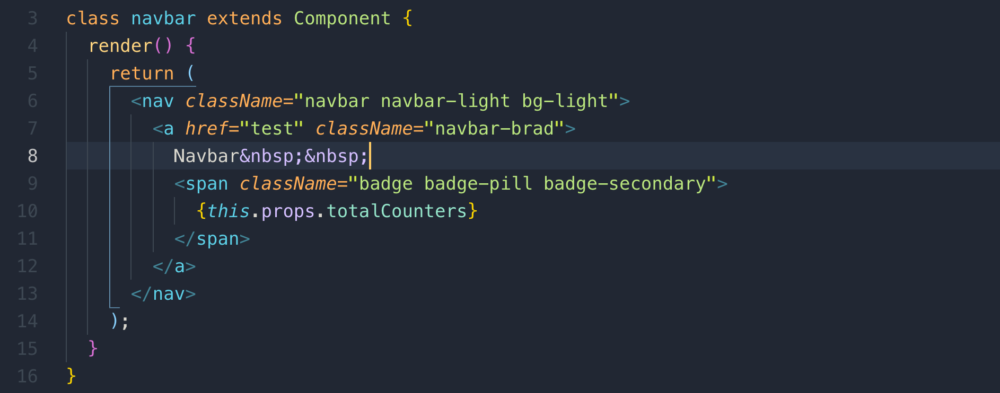 3 class navbar extends Component {
4 render() {
5 return (
6 <nav className="navbar navbar-light bg-light">
7 <a href="test" className="navbar-brad">
8 Navbar&nbsp;&nbsp;
9 <span className="badge badge-pill badge-secondary">
10 {this.props.totalCounters}
11 </span>
12 </a>
13 </nav>
14 );
15 }
16 }